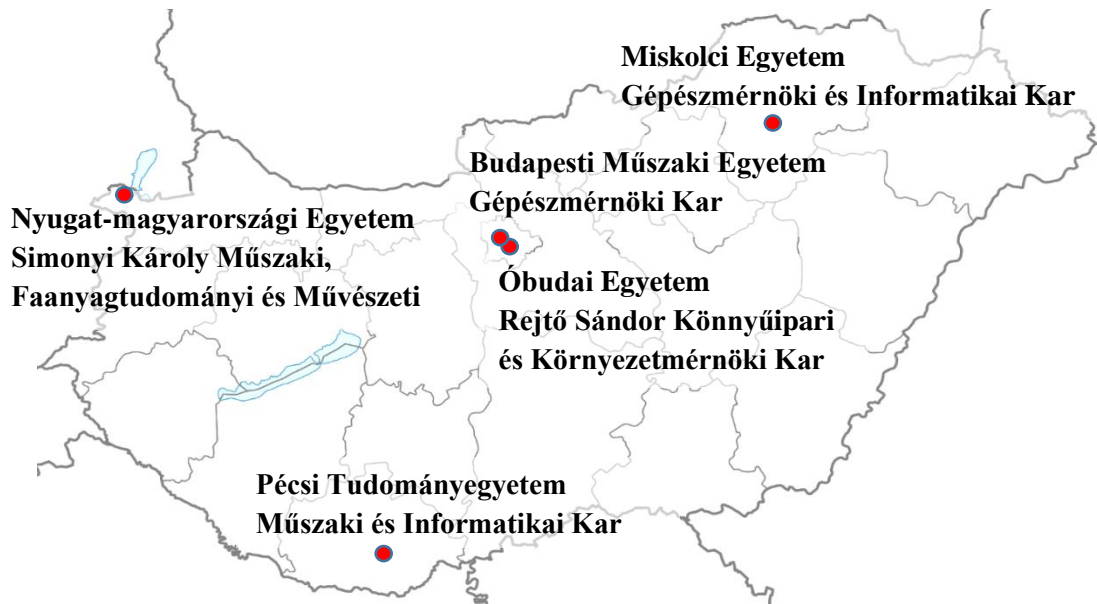 Miskolci Egyetem
Gépészmérnöki és Informatikai Kar
Budapesti Műszaki Egyetem
Gépészmérnöki Kar
Nyugat-magyarországi Egyetem
Simonyi Károly Műszaki,
Faanyagtudományi és Művészeti
Óbudai Egyetem
Rejtő Sándor Könnyűipari
és Környezetmérnöki Kar
Pécsi Tudományegyetem
Műszaki és Informatikai Kar